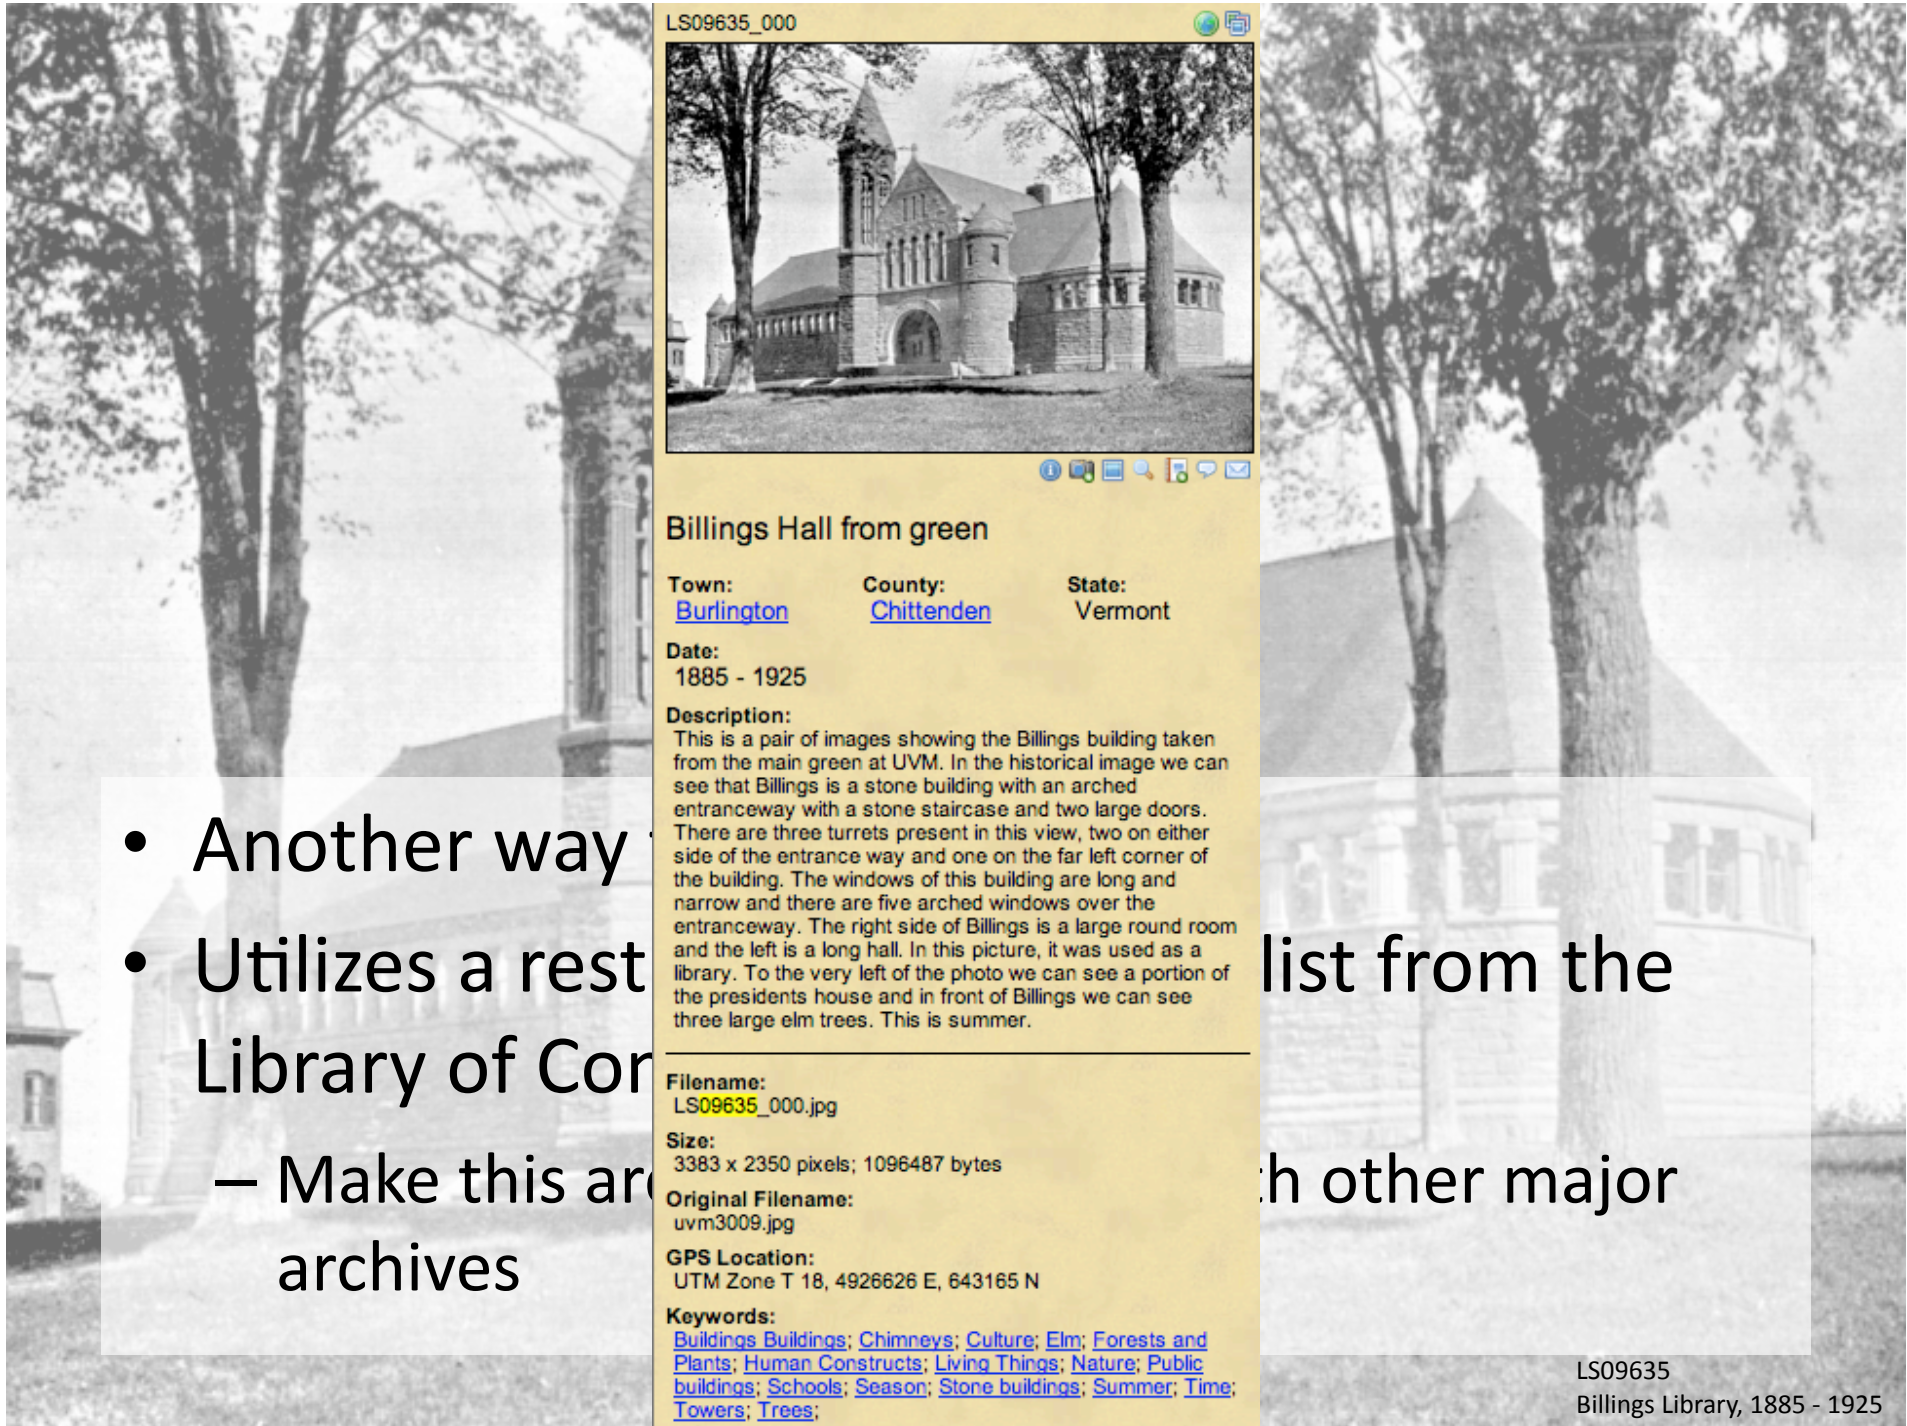 LS09635_000
Billings Hall from green
Town: County: State:
Burlington Chittenden Vermont
Date:
1885 - 1925
Description:
This is a pair of images showing the Billings building taken
from the main green at UVM. In the historical image we can
see that Billings is a stone building with an arched
entranceway with a stone staircase and two large doors.
There are three turrets present in this view, two on either
side of the entrance way and one on the far left corner of
the building. The windows of this building are long and
narrow and there are five arched windows over the
entranceway. The right side of Billings is a large round room
and the left is a long hall. In this picture, it was used as a
library. To the very left of the photo we can see a portion of
the presidents house and in front of Billings we can see
three large elm trees. This is summer.
Filename:
LS09635_000.jpg
Size:
3383 x 2350 pixels; 1096487 bytes
Original Filename:
uvm3009.jpg
GPS Location:
UTM Zone T 18, 4926626 E, 643165 N
Keywords:
Buildings Buildings; Chimneys; Culture; Elm; Forests and
Plants; Human Constructs; Living Things; Nature; Public
buildings; Schools; Season; Stone buildings; Summer; Time;
Towers; Trees;
• Another way
• Utilizes a rest list from the
Library of Con
– Make this other major
archives
LS09635
Billings Library, 1885 - 1925